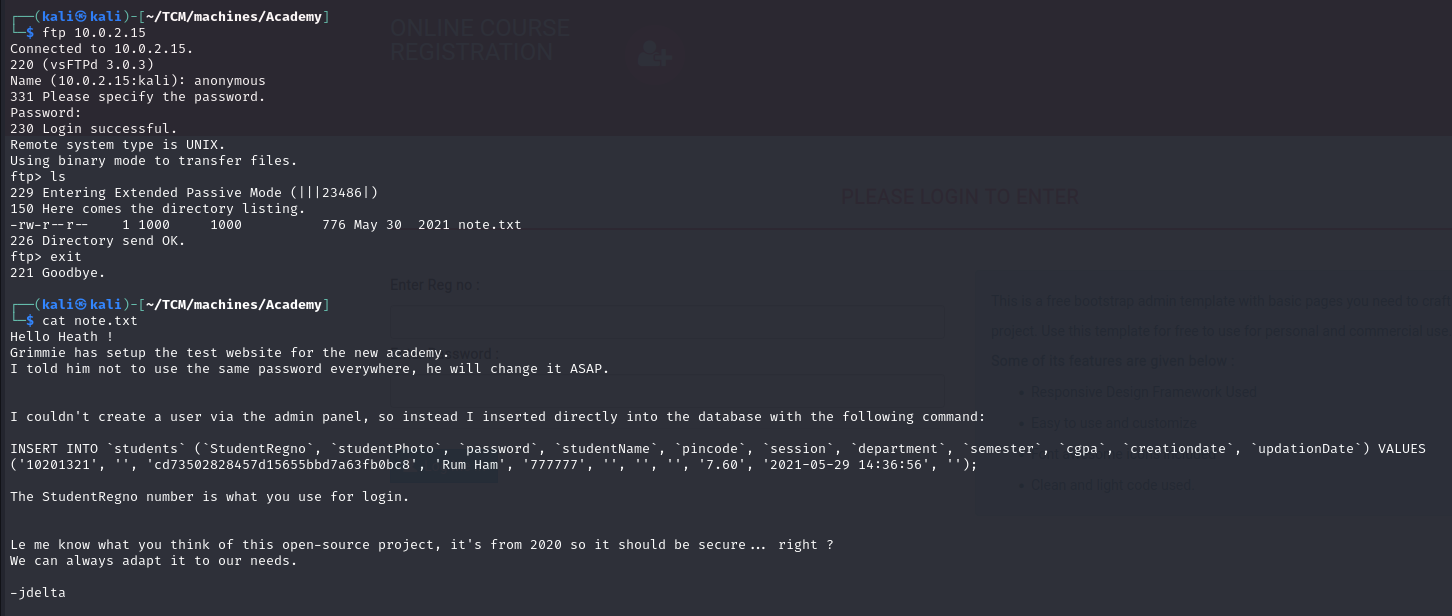 ┌──(kali㉿kali)-[~/TCM/machines/Academy]
└─$ ftp 10.0.2.15
Connected to 10.0.2.15.
220 (vsFTPd 3.0.3)
Name (10.0.2.15:kali): anonymous
331 Please specify the password.
Password:
230 Login successful.
Remote system type is UNIX.
Using binary mode to transfer files.
ftp> ls
229 Entering Extended Passive Mode (|||23486|)
150 Here comes the directory listing.
-rw-r--r--    1 1000     1000          776 May 30  2021 note.txt
226 Directory send OK.
ftp> exit
221 Goodbye.
┌──(kali㉿kali)-[~/TCM/machines/Academy]
└─$ cat note.txt
Hello Heath !
Grimmie has setup the test website for the new academy.
I told him not to use the same password everywhere, he will change it ASAP.
I couldn't create a user via the admin panel, so instead I inserted directly into the database with the following command:
INSERT INTO `students` (`StudentRegno`, `studentPhoto`, `password`, `studentName`, `pincode`, `session`, `department`, `semester`, `cgpa`, `creationdate`, `updationDate`) VALUES
('10201321', '', 'cd73502828457d15655bbd7a63fb0bc8', 'Rum Ham', '777777', '', '', '', '7.60', '2021-05-29 14:36:56', '');
The StudentRegno number is what you use for login.
Le me know what you think of this open-source project, it's from 2020 so it should be secure... right ?
We can always adapt it to our needs.
-jdelta
ONLINE COURSE
REGISTRATION
PLEASE LOGIN TO ENTER
Enter Reg no :
Password :
This is a free bootstrap admin template with basic pages you need to craft
project. Use this template for free to use for personal and commercial use
Some of its features are given below :
Responsive Design Framework Used
Easy to use and customize
Clean and light code used